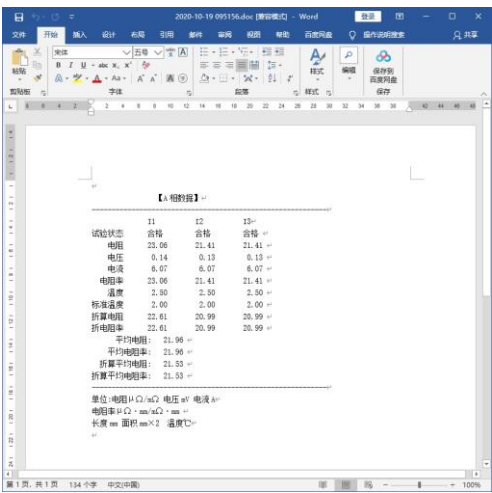 2020-10-19 095156.doc [兼容模式] - Word
登录
文件 开始 插入 设计 布局 引用 邮件 审阅 视图 帮助 百度网盘 操作说明搜索 共享
粘贴
宋体 五号
样式
编辑
保存到
百度网盘
剪贴板 字体 段落 样式 保存
【A 相数据】
I1 I2 I3
试验状态 合格 合格 合格
电阻 23.06 21.41 21.41
电压 0.14 0.13 0.13
电流 6.07 6.07 6.07
电阻率 23.06 21.41 21.41
温度 2.50 2.50 2.50
标准温度 2.00 2.00 2.00
折算电阻 22.61 20.99 20.99
折电阻率 22.61 20.99 20.99
平均电阻: 21.96
平均电阻率: 21.96
折算平均电阻: 21.53
折算平均电阻率: 21.53
单位:电阻μΩ/mΩ 电压 mV 电流 A
电阻率μΩ·mm/mΩ·mm
长度 mm 面积 mm×2 温度℃
第 1 页, 共 1 页 134 个字 中文(中国) 100%